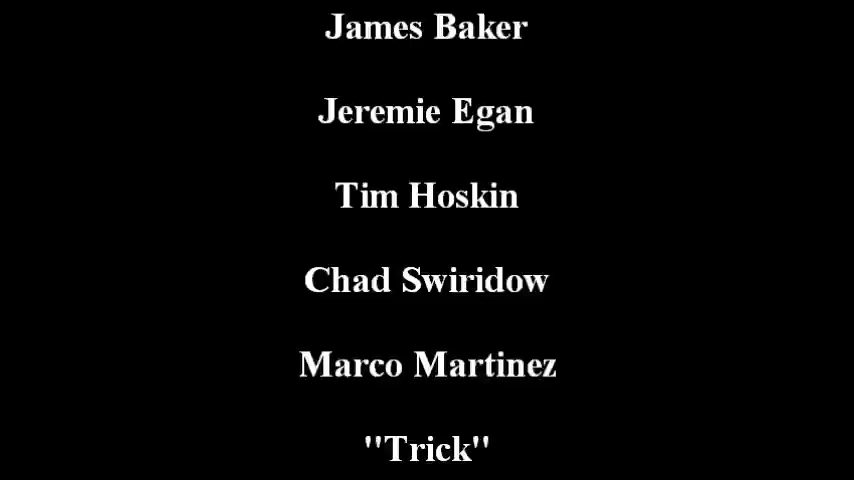 James Baker
Jeremie Egan
Tim Hoskin
Chad Swiridow
Marco Martinez
"Trick"